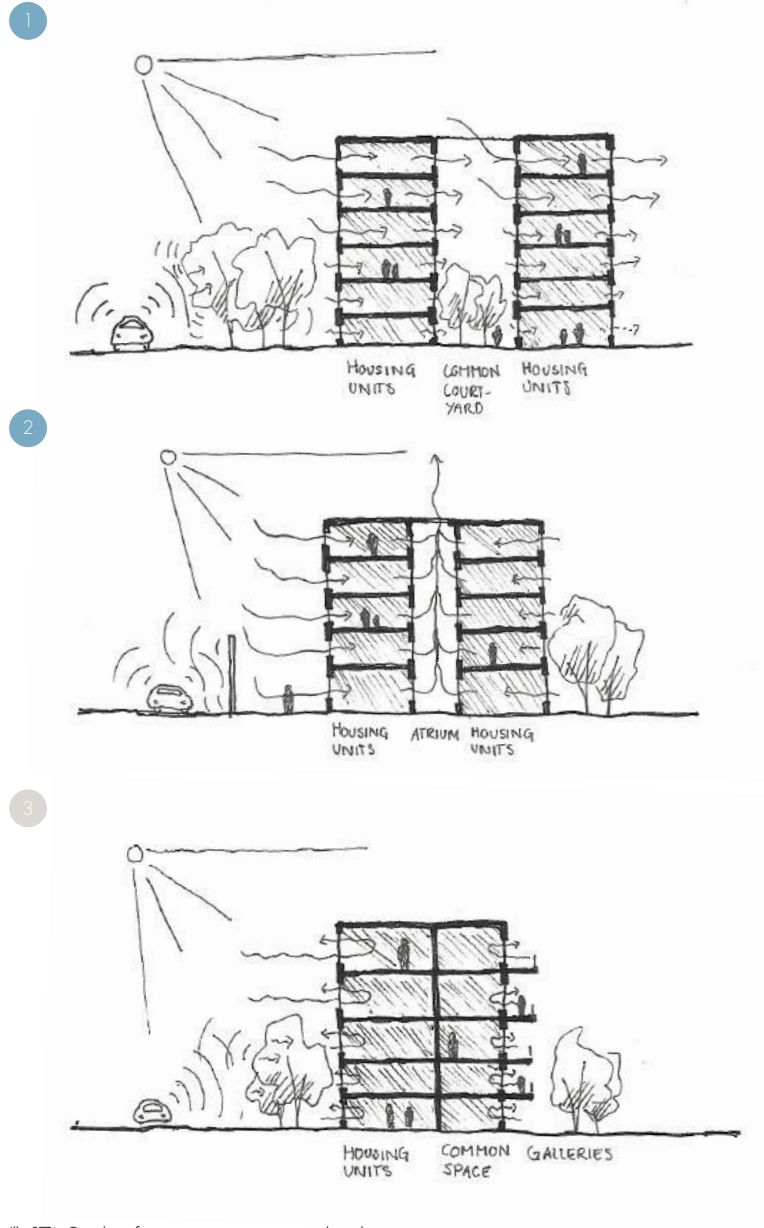 1
HOUSING
UNITS
COMMON
COURT-
YARD
HOUSING
UNITS
2
HOUSING
UNITS
ATRIUM
HOUSING
UNITS
3
HOUSING
UNITS
COMMON
SPACE
GALLERIES